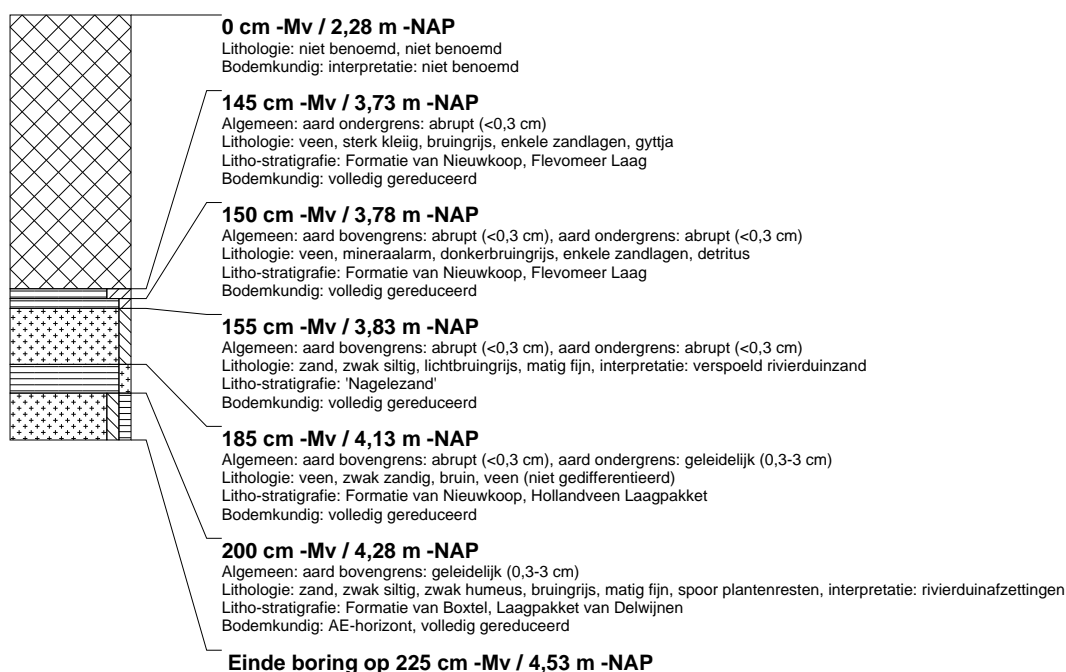 0 cm -Mv / 2,28 m -NAP
Lithologie: niet benoemd, niet benoemd
Bodemkundig: interpretatie: niet benoemd
145 cm -Mv / 3,73 m -NAP
Algemeen: aard ondergrens: abrupt (<0,3 cm)
Lithologie: veen, sterk kleiig, bruingrijs, enkele zandlagen, gyttja
Litho-stratigrafie: Formatie van Nieuwkoop, Flevomeer Laag
Bodemkundig: volledig gereduceerd
150 cm -Mv / 3,78 m -NAP
Algemeen: aard bovengrens: abrupt (<0,3 cm), aard ondergrens: abrupt (<0,3 cm)
Lithologie: veen, mineraalarm, donkerbruingrijs, enkele zandlagen, detritus
Litho-stratigrafie: Formatie van Nieuwkoop, Flevomeer Laag
Bodemkundig: volledig gereduceerd
155 cm -Mv / 3,83 m -NAP
Algemeen: aard bovengrens: abrupt (<0,3 cm), aard ondergrens: abrupt (<0,3 cm)
Lithologie: zand, zwak siltig, lichtbruingrijs, matig fijn, interpretatie: verspoeld rivierduinzand
Litho-stratigrafie: 'Nagelezand'
Bodemkundig: volledig gereduceerd
185 cm -Mv / 4,13 m -NAP
Algemeen: aard bovengrens: abrupt (<0,3 cm), aard ondergrens: geleidelijk (0,3-3 cm)
Lithologie: veen, zwak zandig, bruin, veen (niet gedifferentieerd)
Litho-stratigrafie: Formatie van Nieuwkoop, Hollandveen Laagpakket
Bodemkundig: volledig gereduceerd
200 cm -Mv / 4,28 m -NAP
Algemeen: aard bovengrens: geleidelijk (0,3-3 cm)
Lithologie: zand, zwak siltig, zwak humeus, bruingrijs, matig fijn, spoor plantenresten, interpretatie: rivierduinafzettingen
Litho-stratigrafie: Formatie van Boxtel, Laagpakket van Delwijnen
Bodemkundig: AE-horizont, volledig gereduceerd
Einde boring op 225 cm -Mv / 4,53 m -NAP